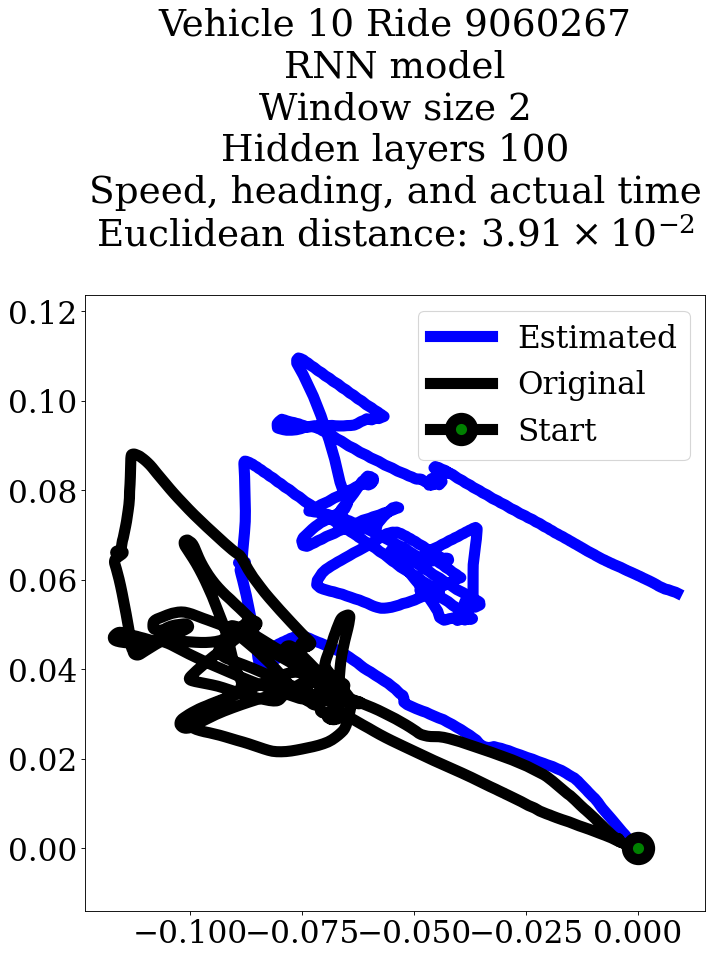 Vehicle 10 Ride 9060267
RNN model
Window size 2
Hidden layers 100
Speed, heading, and actual time
Euclidean distance: 3.91 × 10⁻²
0.12
0.10
0.08
0.06
0.04
0.02
0.00
Estimated
Original
Start
−0.100 −0.075 −0.050 −0.025 0.000